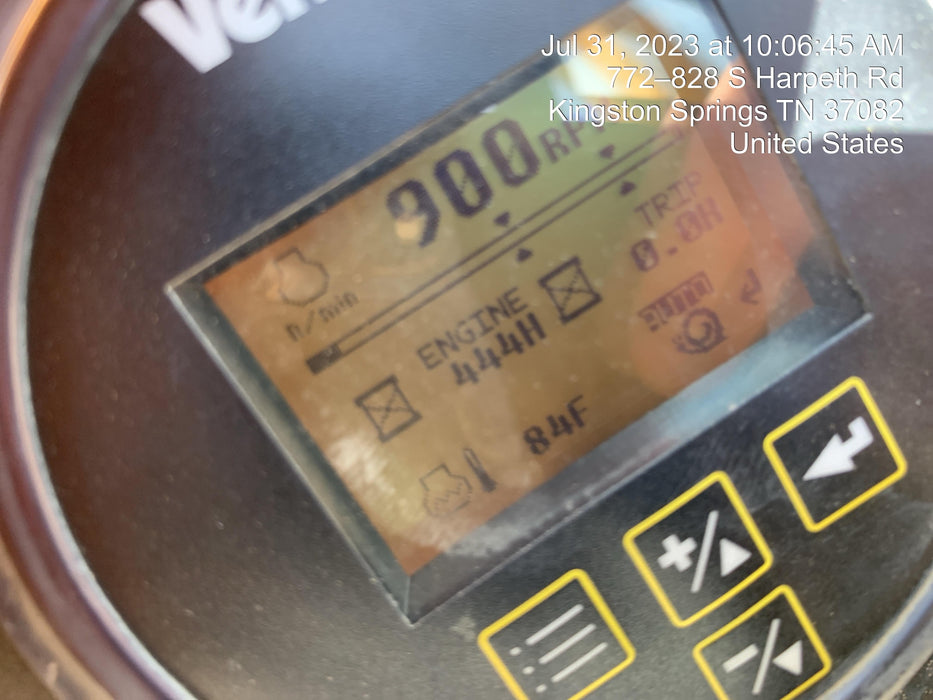 Jul 31, 2023 at 10:06:45 AM
772–828 S Harpeth Rd
Kingston Springs TN 37082
United States
900
n/min
TRIP
0.0H
ENGINE
444H
84F